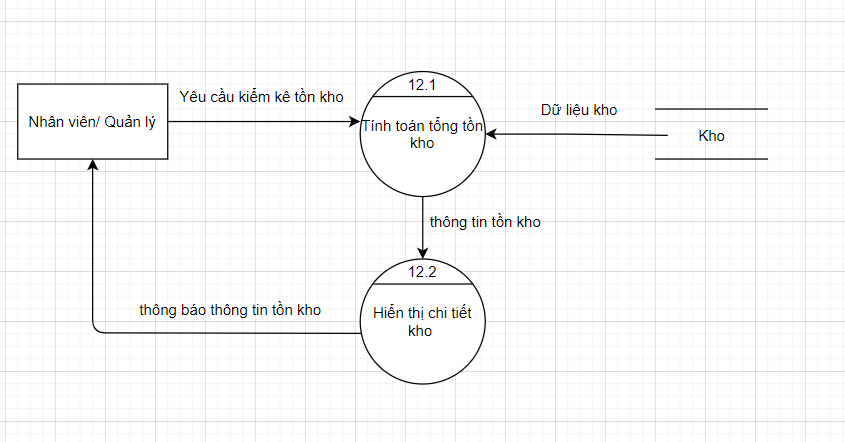 12.1
Yêu cầu kiểm kê tồn kho
Dữ liệu kho
Nhân viên/ Quản lý
Tính toán tổng tồn
kho
Kho
thông tin tồn kho
12.2
thông báo thông tin tồn kho
Hiển thị chi tiết
kho